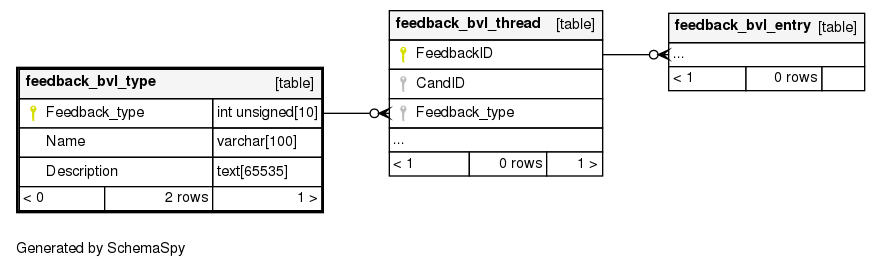 feedback_bvl_type [table]
Feedback_type int unsigned[10]
Name varchar[100]
Description text[65535]
< 0 2 rows 1 >
feedback_bvl_thread [table]
FeedbackID
CandID
Feedback_type
...
< 1 0 rows 1 >
feedback_bvl_entry [table]
...
< 1 0 rows
Generated by SchemaSpy